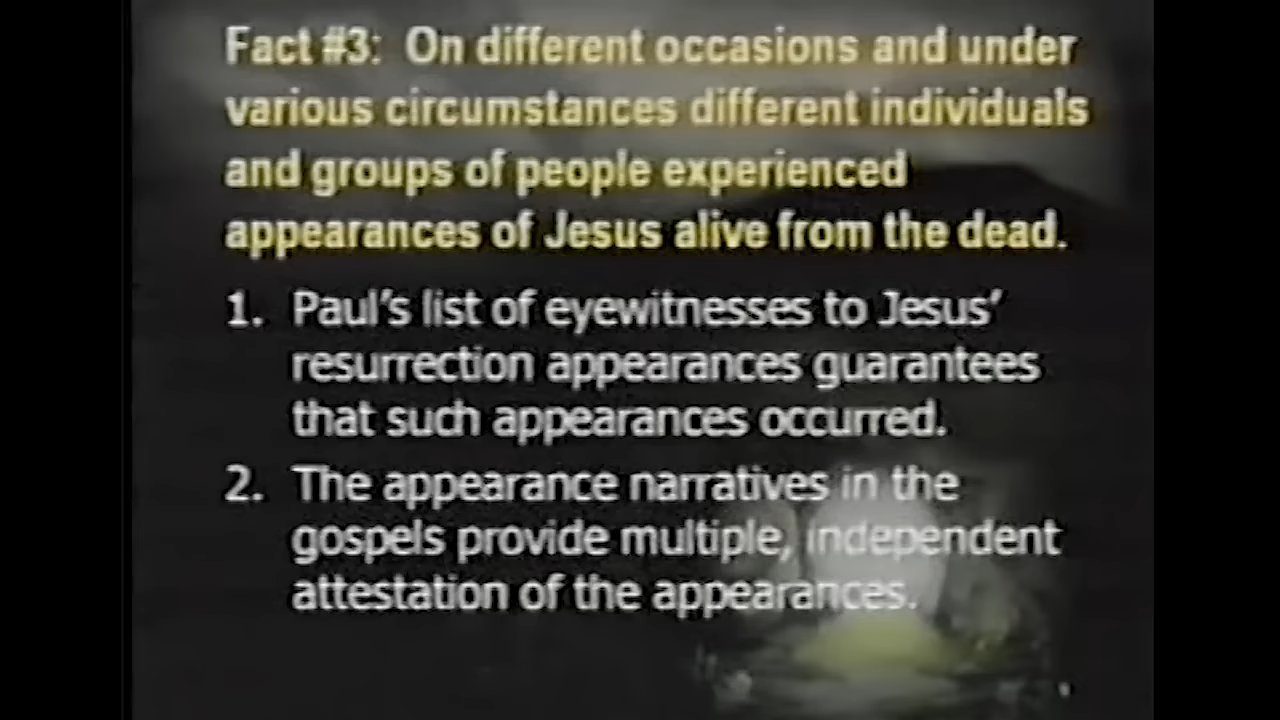 Fact #3: On different occasions and under
various circumstances different individuals
and groups of people experienced
appearances of Jesus alive from the dead.
1. Paul's list of eyewitnesses to Jesus'
resurrection appearances guarantees
that such appearances occurred.
2. The appearance narratives in the
gospels provide multiple, independent
attestation of the appearances.